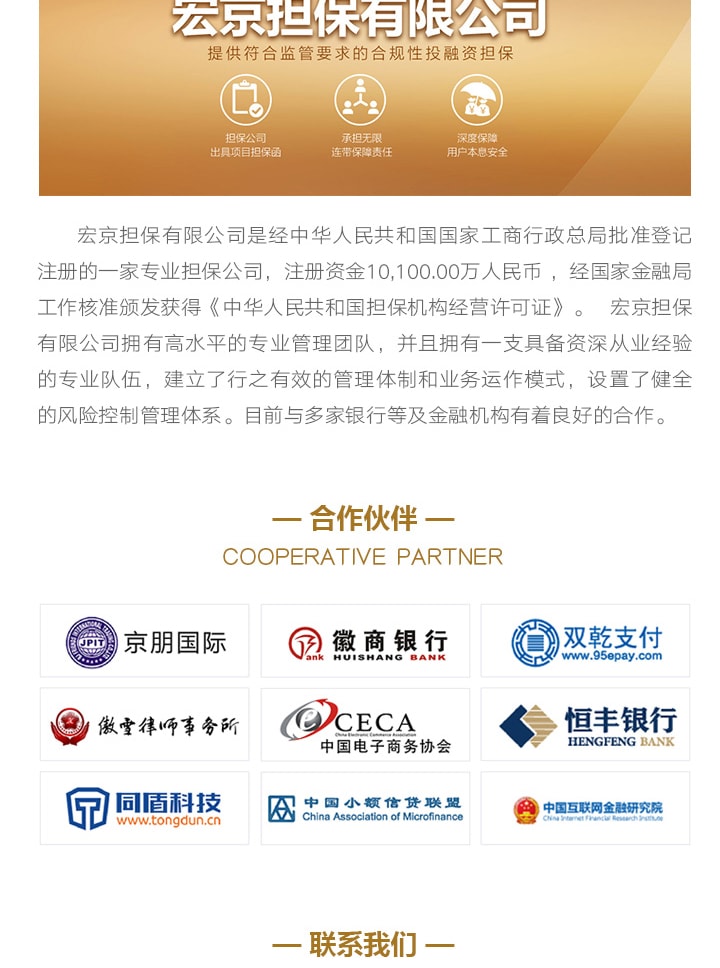 宏京担保有限公司
提供符合监管要求的合规性投融资担保
担保公司
出具项目担保函
承担无限
连带保障责任
深度保障
用户本息安全
宏京担保有限公司是经中华人民共和国国家工商行政总局批准登记
注册的一家专业担保公司，注册资金10,100.00万人民币 ，经国家金融局
工作核准颁发获得《中华人民共和国担保机构经营许可证》。 宏京担保
有限公司拥有高水平的专业管理团队，并且拥有一支具备资深从业经验
的专业队伍，建立了行之有效的管理体制和业务运作模式，设置了健全
的风险控制管理体系。目前与多家银行等及金融机构有着良好的合作。
— 合作伙伴 —
COOPERATIVE PARTNER
JPIT
京朋国际
徽商银行
ank HUISHANG BANK
双乾支付
www.95epay.com
傲雪律师事务所
CECA
China Electronic Commerce Association
中国电子商务协会
恒丰银行
HENGFENG BANK
同盾科技
www.tongdun.cn
中国小额信贷联盟
China Association of Microfinance
中国互联网金融研究院
China Internet Financial Research Institute
— 联系我们 —